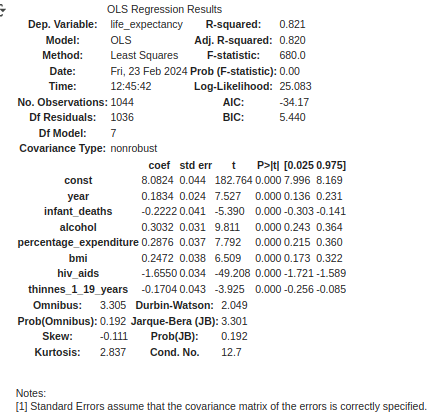 OLS Regression Results
Dep. Variable: life_expectancy R-squared: 0.821
Model: OLS Adj. R-squared: 0.820
Method: Least Squares F-statistic: 680.0
Date: Fri, 23 Feb 2024 Prob (F-statistic): 0.00
Time: 12:45:42 Log-Likelihood: 25.083
No. Observations: 1044 AIC: -34.17
Df Residuals: 1036 BIC: 5.440
Df Model: 7
Covariance Type: nonrobust
coef std err t P>|t| [0.025 0.975]
const 8.0824 0.044 182.764 0.000 7.996 8.169
year 0.1834 0.024 7.527 0.000 0.136 0.231
infant_deaths -0.2222 0.041 -5.390 0.000 -0.303 -0.141
alcohol 0.3032 0.031 9.811 0.000 0.243 0.364
percentage_expenditure 0.2876 0.037 7.792 0.000 0.215 0.360
bmi 0.2472 0.038 6.509 0.000 0.173 0.322
hiv_aids -1.6550 0.034 -49.208 0.000 -1.721 -1.589
thinnes_1_19_years -0.1704 0.043 -3.925 0.000 -0.256 -0.085
Omnibus: 3.305 Durbin-Watson: 2.049
Prob(Omnibus): 0.192 Jarque-Bera (JB): 3.301
Skew: -0.111 Prob(JB): 0.192
Kurtosis: 2.837 Cond. No. 12.7
Notes:
[1] Standard Errors assume that the covariance matrix of the errors is correctly specified.